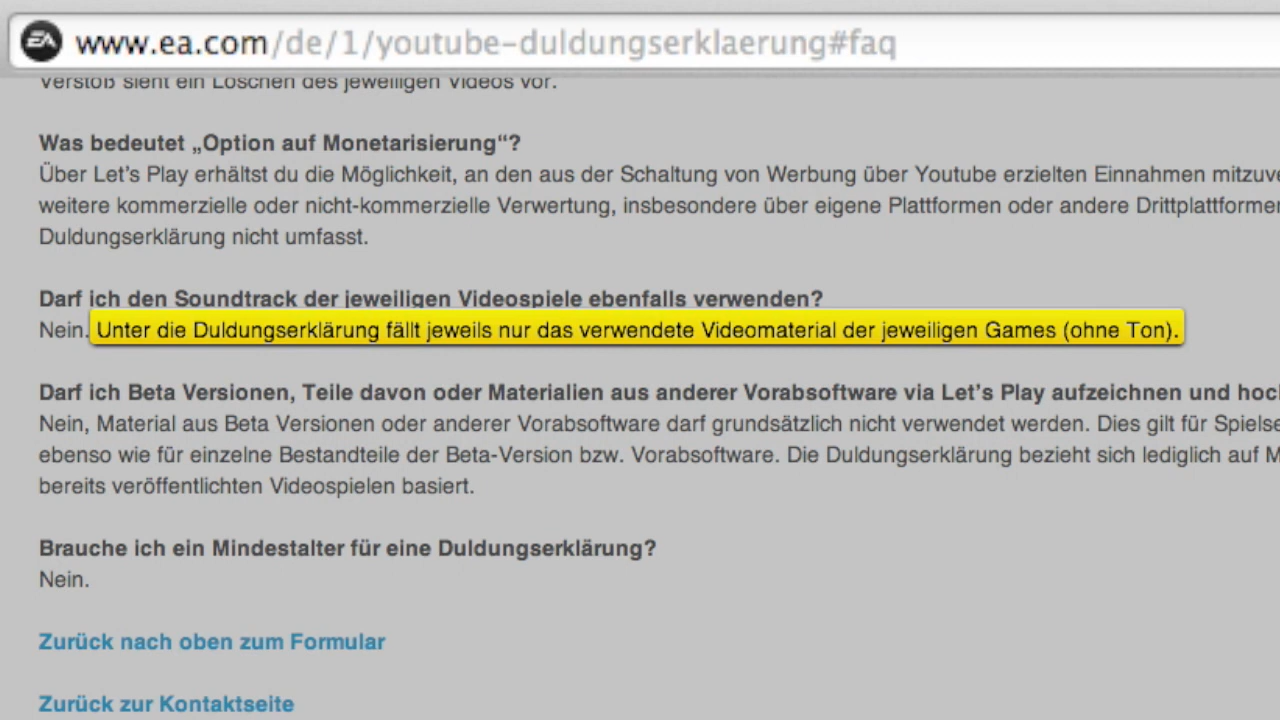 EA www.ea.com/de/1/youtube-duldungserklaerung#faq
Verstoß sieht ein Löschen des jeweiligen Videos vor.
Was bedeutet „Option auf Monetarisierung“?
Über Let's Play erhältst du die Möglichkeit, an den aus der Schaltung von Werbung über Youtube erzielten Einnahmen
weitere kommerzielle oder nicht-kommerzielle Verwertung, insbesondere über eigene Plattformen oder andere
Duldungserklärung nicht umfasst.
Darf ich den Soundtrack der jeweiligen Videospiele ebenfalls verwenden?
Nein. Unter die Duldungserklärung fällt jeweils nur das verwendete Videomaterial der jeweiligen Games (ohne Ton).
Darf ich Beta Versionen, Teile davon oder Materialien aus anderer Vorabsoftware via Let's Play aufzeichnen und
Nein, Material aus Beta Versionen oder anderer Vorabsoftware darf grundsätzlich nicht verwendet werden. Dies gilt für
ebenso wie für einzelne Bestandteile der Beta-Version bzw. Vorabsoftware. Die Duldungserklärung bezieht sich lediglich auf
bereits veröffentlichten Videospielen basiert.
Brauche ich ein Mindestalter für eine Duldungserklärung?
Nein.
Zurück nach oben zum Formular
Zurück zur Kontaktseite